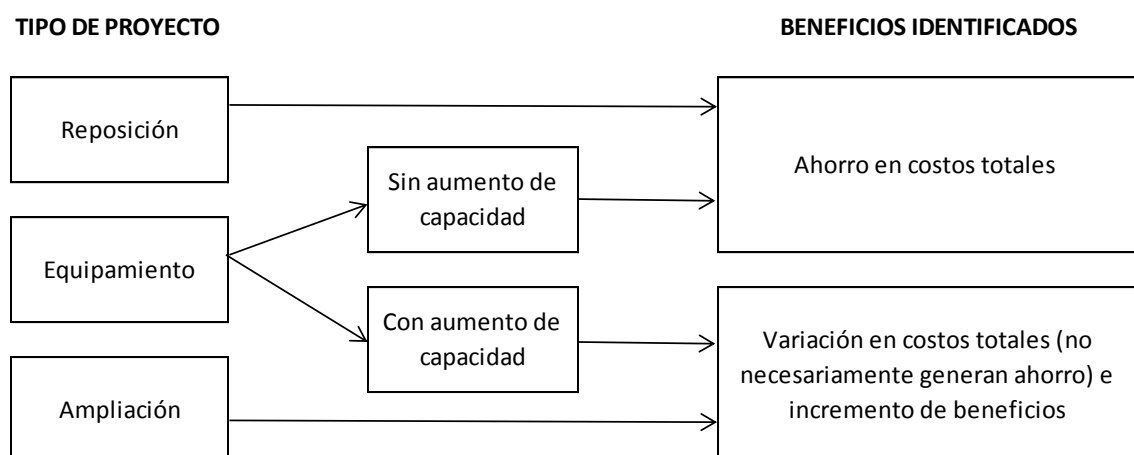 TIPO DE PROYECTO
BENEFICIOS IDENTIFICADOS
Reposición
Sin aumento de
capacidad
Ahorro en costos totales
Equipamiento
Con aumento de
capacidad
Variación en costos totales (no
necesariamente generan ahorro) e
incremento de beneficios
Ampliación